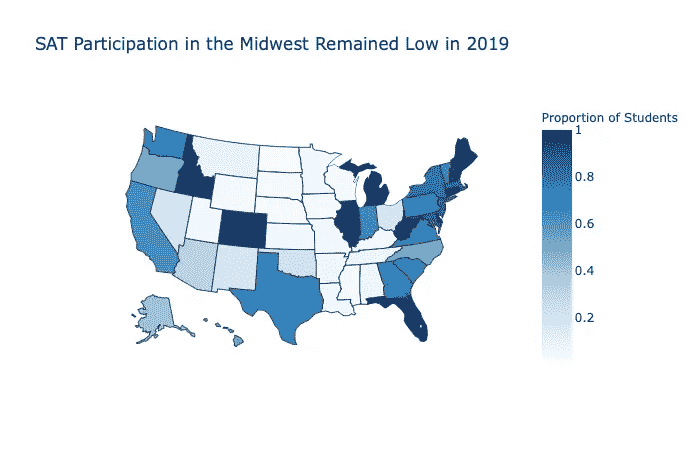 SAT Participation in the Midwest Remained Low in 2019
Proportion of Students
1
0.8
0.6
0.4
0.2